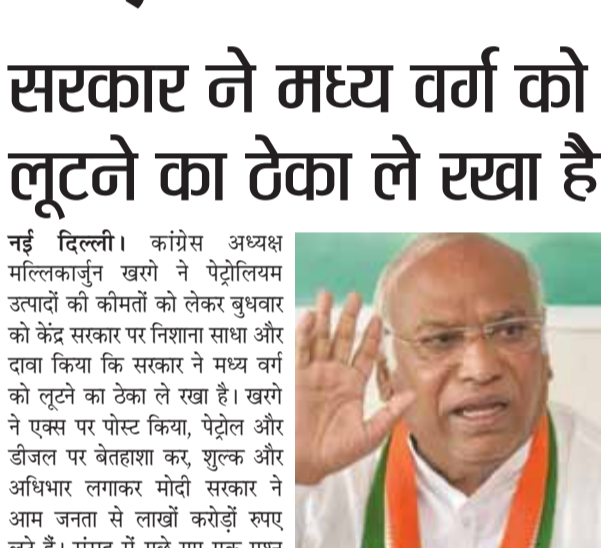 सरकार ने मध्य वर्ग को
लूटने का ठेका ले रखा है
नई दिल्ली। कांग्रेस अध्यक्ष
मल्लिकार्जुन खरगे ने पेट्रोलियम
उत्पादों की कीमतों को लेकर बुधवार
को केंद्र सरकार पर निशाना साधा और
दावा किया कि सरकार ने मध्य वर्ग
को लूटने का ठेका ले रखा है। खरगे
ने एक्स पर पोस्ट किया, पेट्रोल और
डीजल पर बेतहाशा कर, शुल्क और
अधिभार लगाकर मोदी सरकार ने
आम जनता से लाखों करोड़ों रुपए